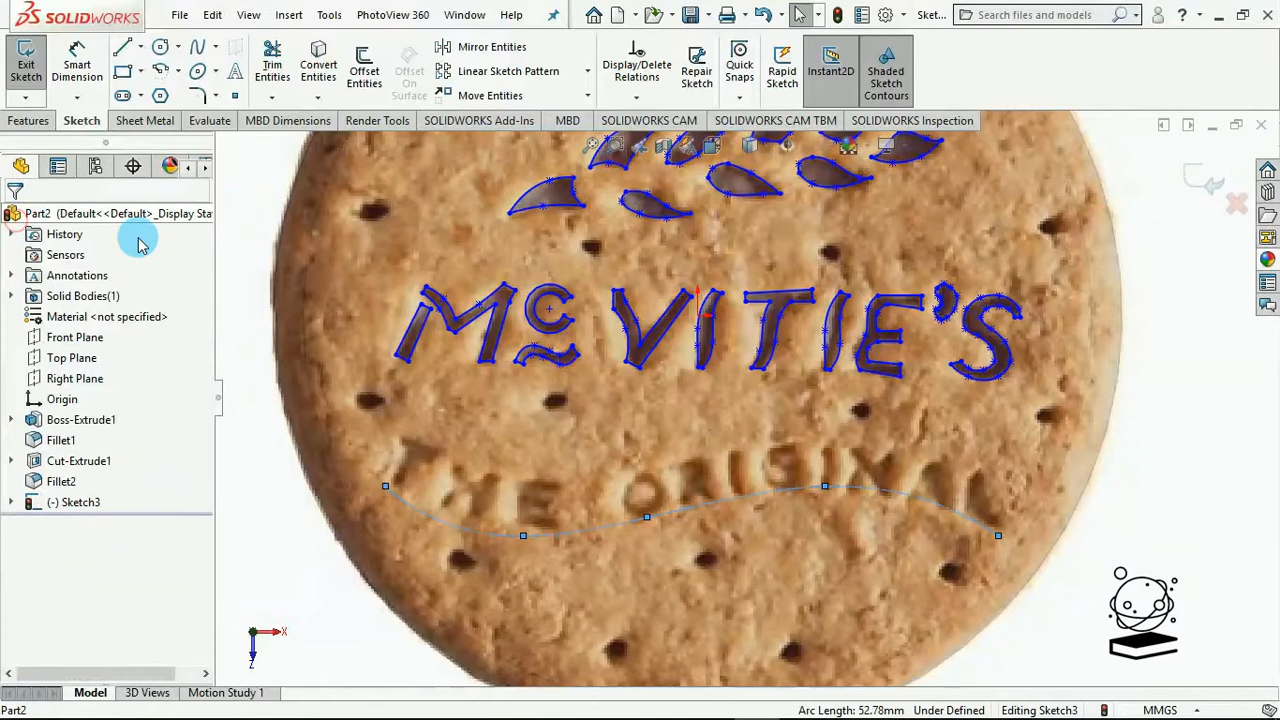 SOLIDWORKS File Edit View Insert Tools PhotoView 360 Window Help Sket... Search files and models
Exit Sketch Smart Dimension Trim Entities Convert Entities Offset Entities Offset On Surface Mirror Entities Linear Sketch Pattern Move Entities Display/Delete Relations Repair Sketch Quick Snaps Rapid Sketch Instant2D Shaded Sketch Contours
Features Sketch Sheet Metal Evaluate MBD Dimensions Render Tools SOLIDWORKS Add-Ins MBD SOLIDWORKS CAM SOLIDWORKS CAM TBM SOLIDWORKS Inspection
Part2 (Default<<Default>_Display Sta
History
Sensors
Annotations
Solid Bodies(1)
Material <not specified>
Front Plane
Top Plane
Right Plane
Origin
Boss-Extrude1
Fillet1
Cut-Extrude1
Fillet2
(-) Sketch3
McVITIE'S
THE ORIGINAL
X
Z
Model 3D Views Motion Study 1
Part2 Arc Length: 52.78mm Under Defined Editing Sketch3 MMGS